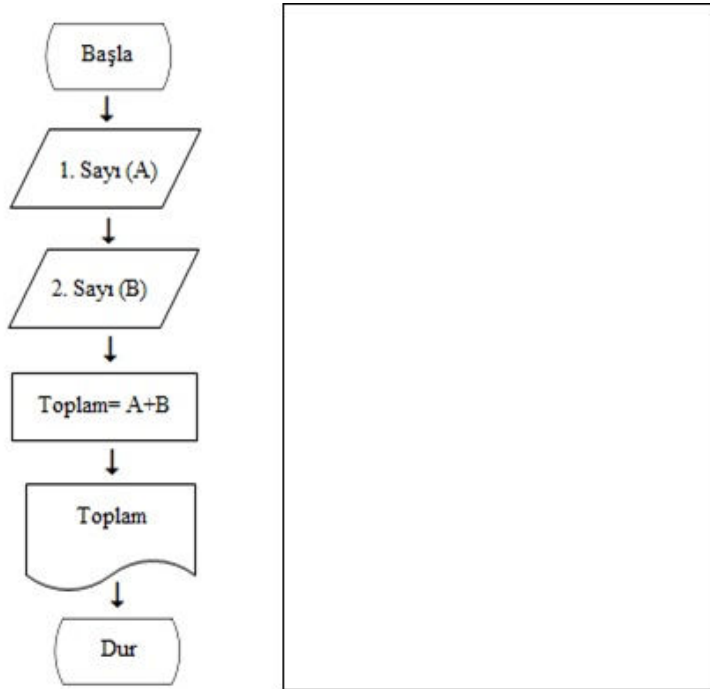 Başla
1. Sayı (A)
2. Sayı (B)
Toplam= A+B
Toplam
Dur